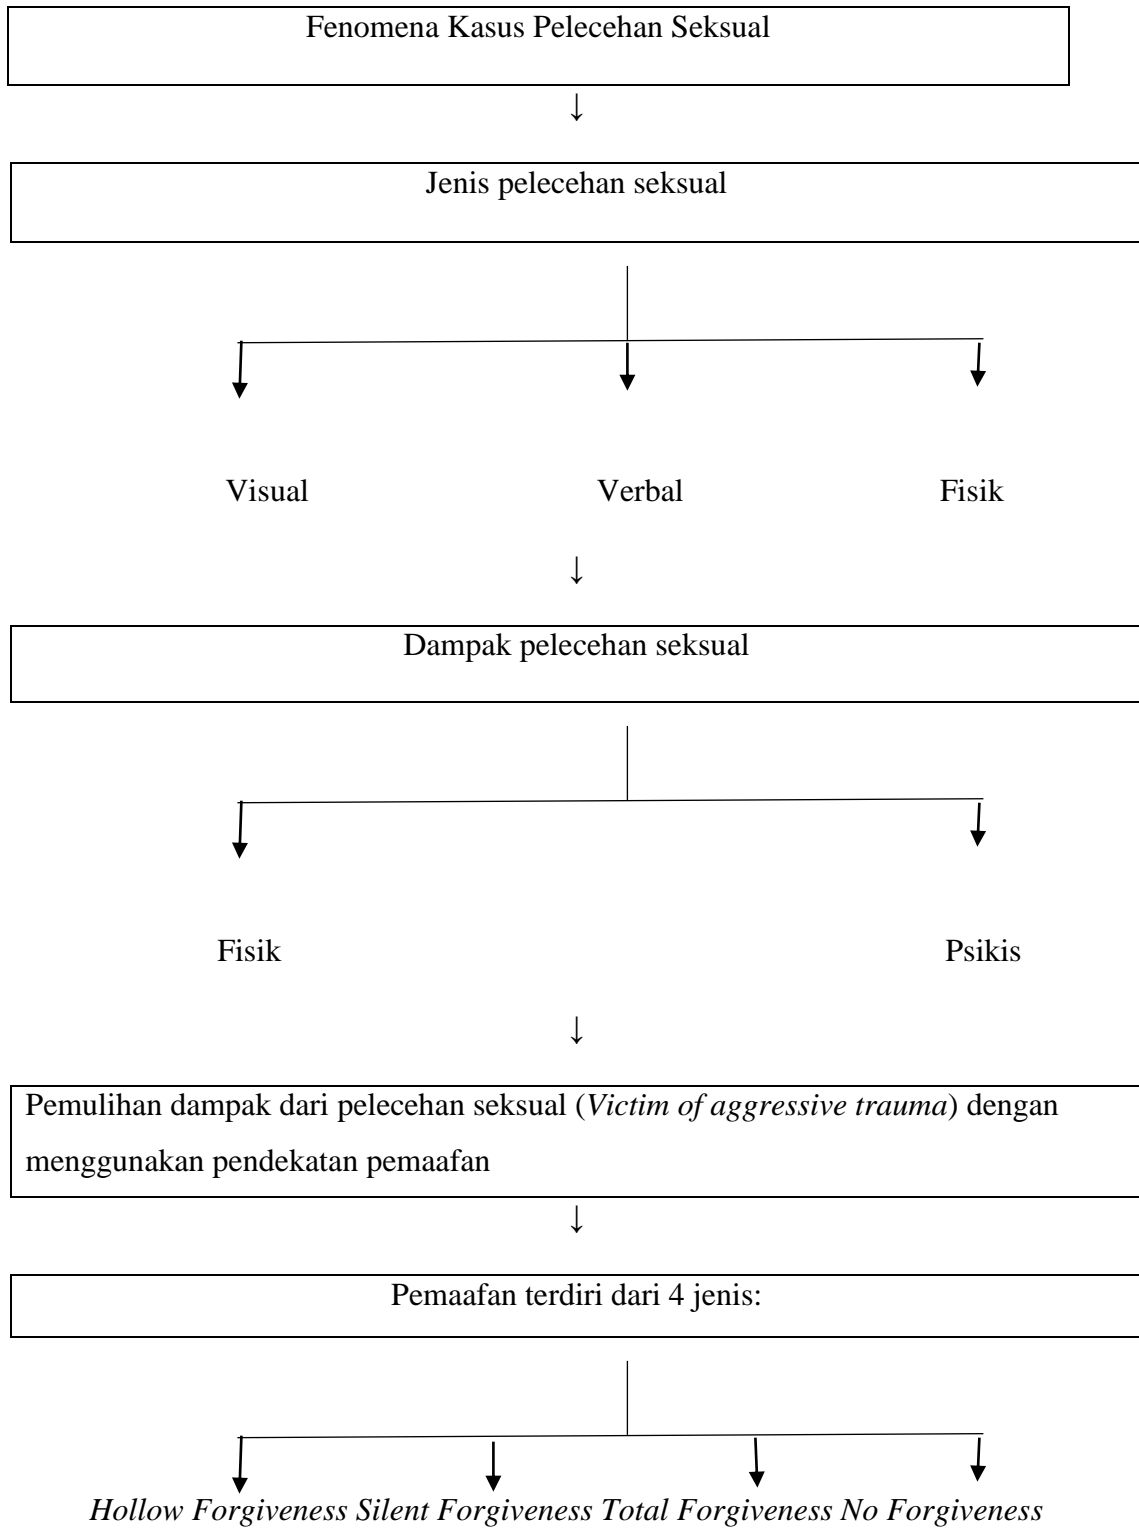 Fenomena Kasus Pelecehan Seksual
↓
Jenis pelecehan seksual
Visual Verbal Fisik
↓
Dampak pelecehan seksual
Fisik Psikis
↓
Pemulihan dampak dari pelecehan seksual (Victim of aggressive trauma) dengan
menggunakan pendekatan pemaafan
↓
Pemaafan terdiri dari 4 jenis:
Hollow Forgiveness Silent Forgiveness Total Forgiveness No Forgiveness